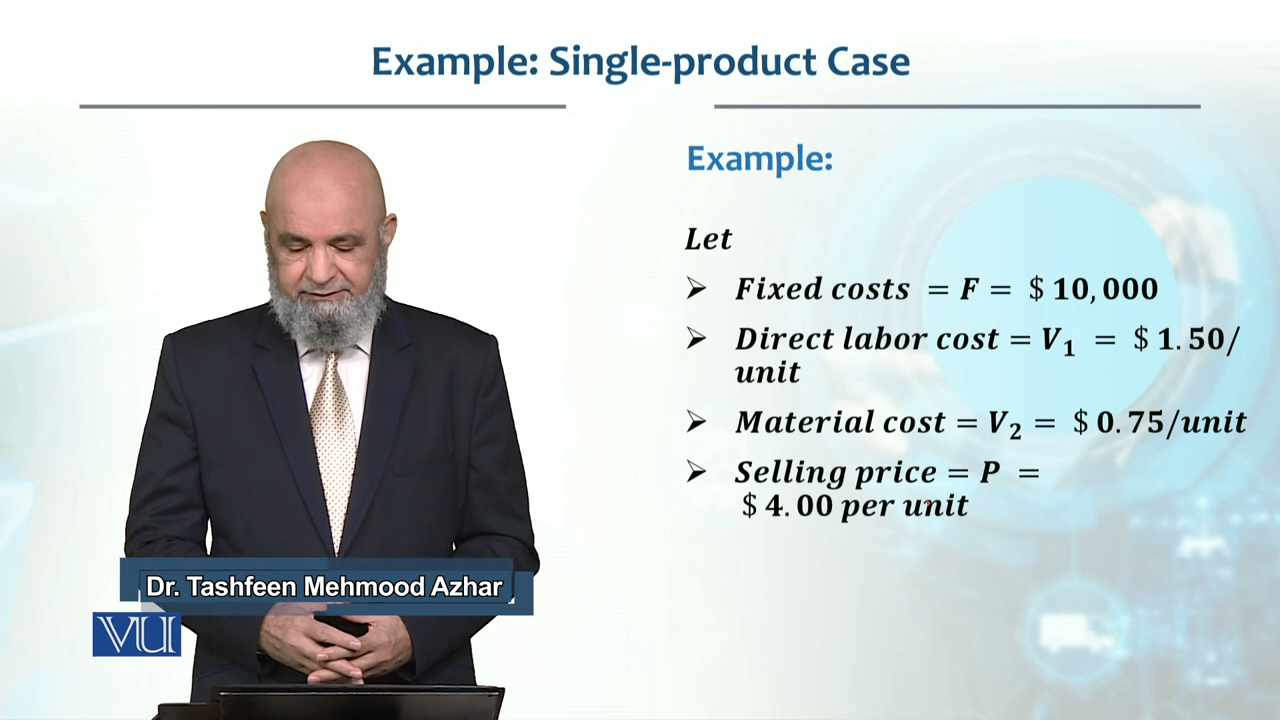 Example: Single-product Case
Example:
Let
➢ Fixed costs = F = $ 10,000
➢ Direct labor cost = V₁ = $ 1.50/
unit
➢ Material cost = V₂ = $ 0.75/unit
➢ Selling price = P =
$ 4.00 per unit
Dr. Tashfeen Mehmood Azhar
VU